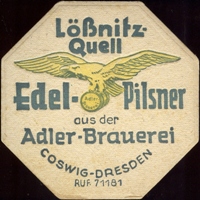 Lößnitz-
Quell
Edel-Pilsner
aus der
Adler-Brauerei
COSWIG-DRESDEN
RUF 71181